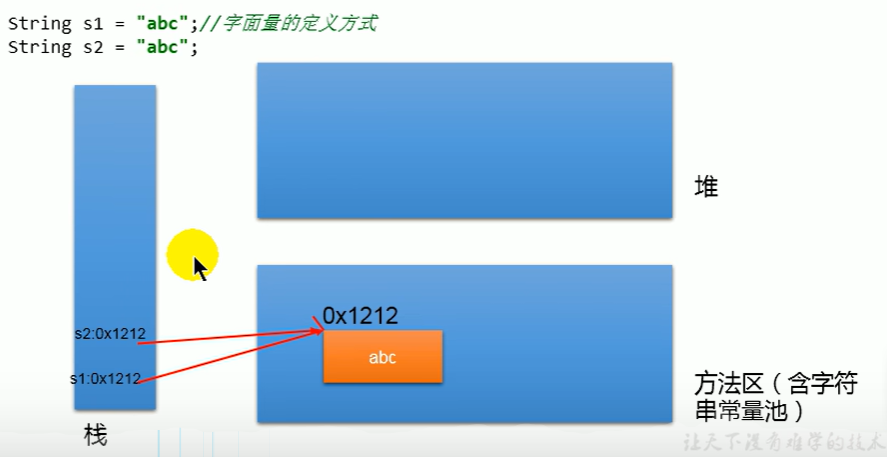 String s1 = "abc";//字面量的定义方式
String s2 = "abc";
堆
0x1212
s2:0x1212
abc
s1:0x1212
方法区（含字符
串常量池）
栈
让天下没有难学的技术